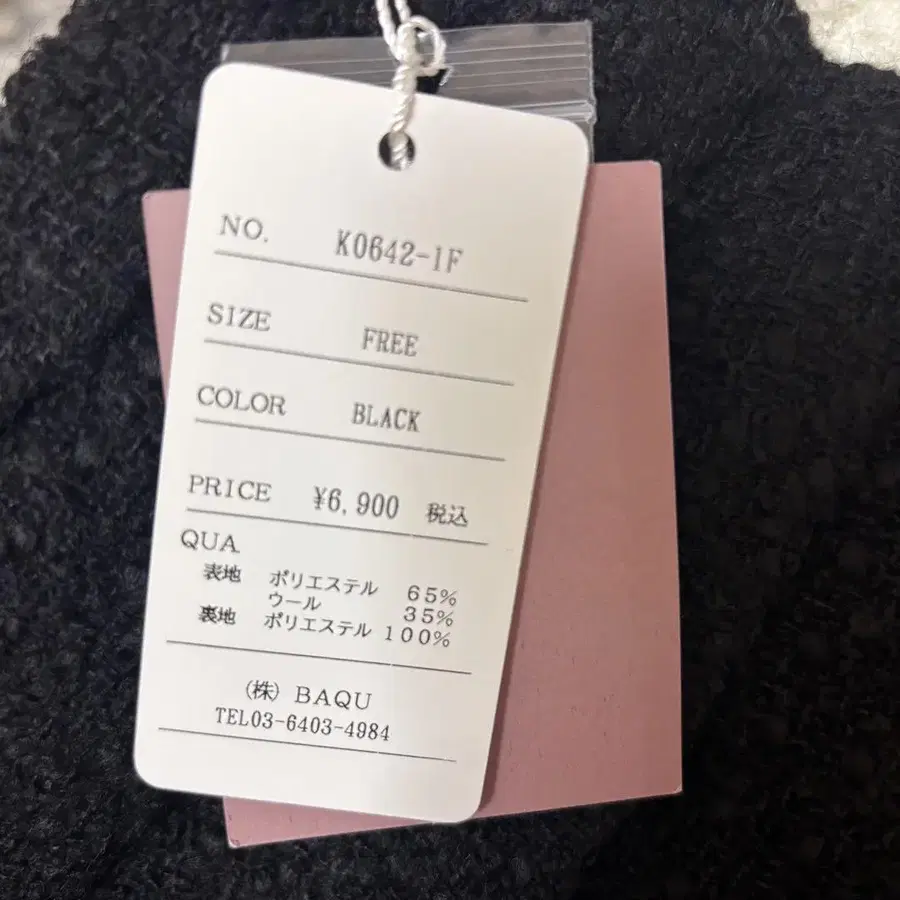 NO. K0642-1F
SIZE FREE
COLOR BLACK
PRICE ¥6,900 税込
QUA
表地 ポリエステル 65%
ウール 35%
裏地 ポリエステル 100%
(株) BAQU
TEL03-6403-4984